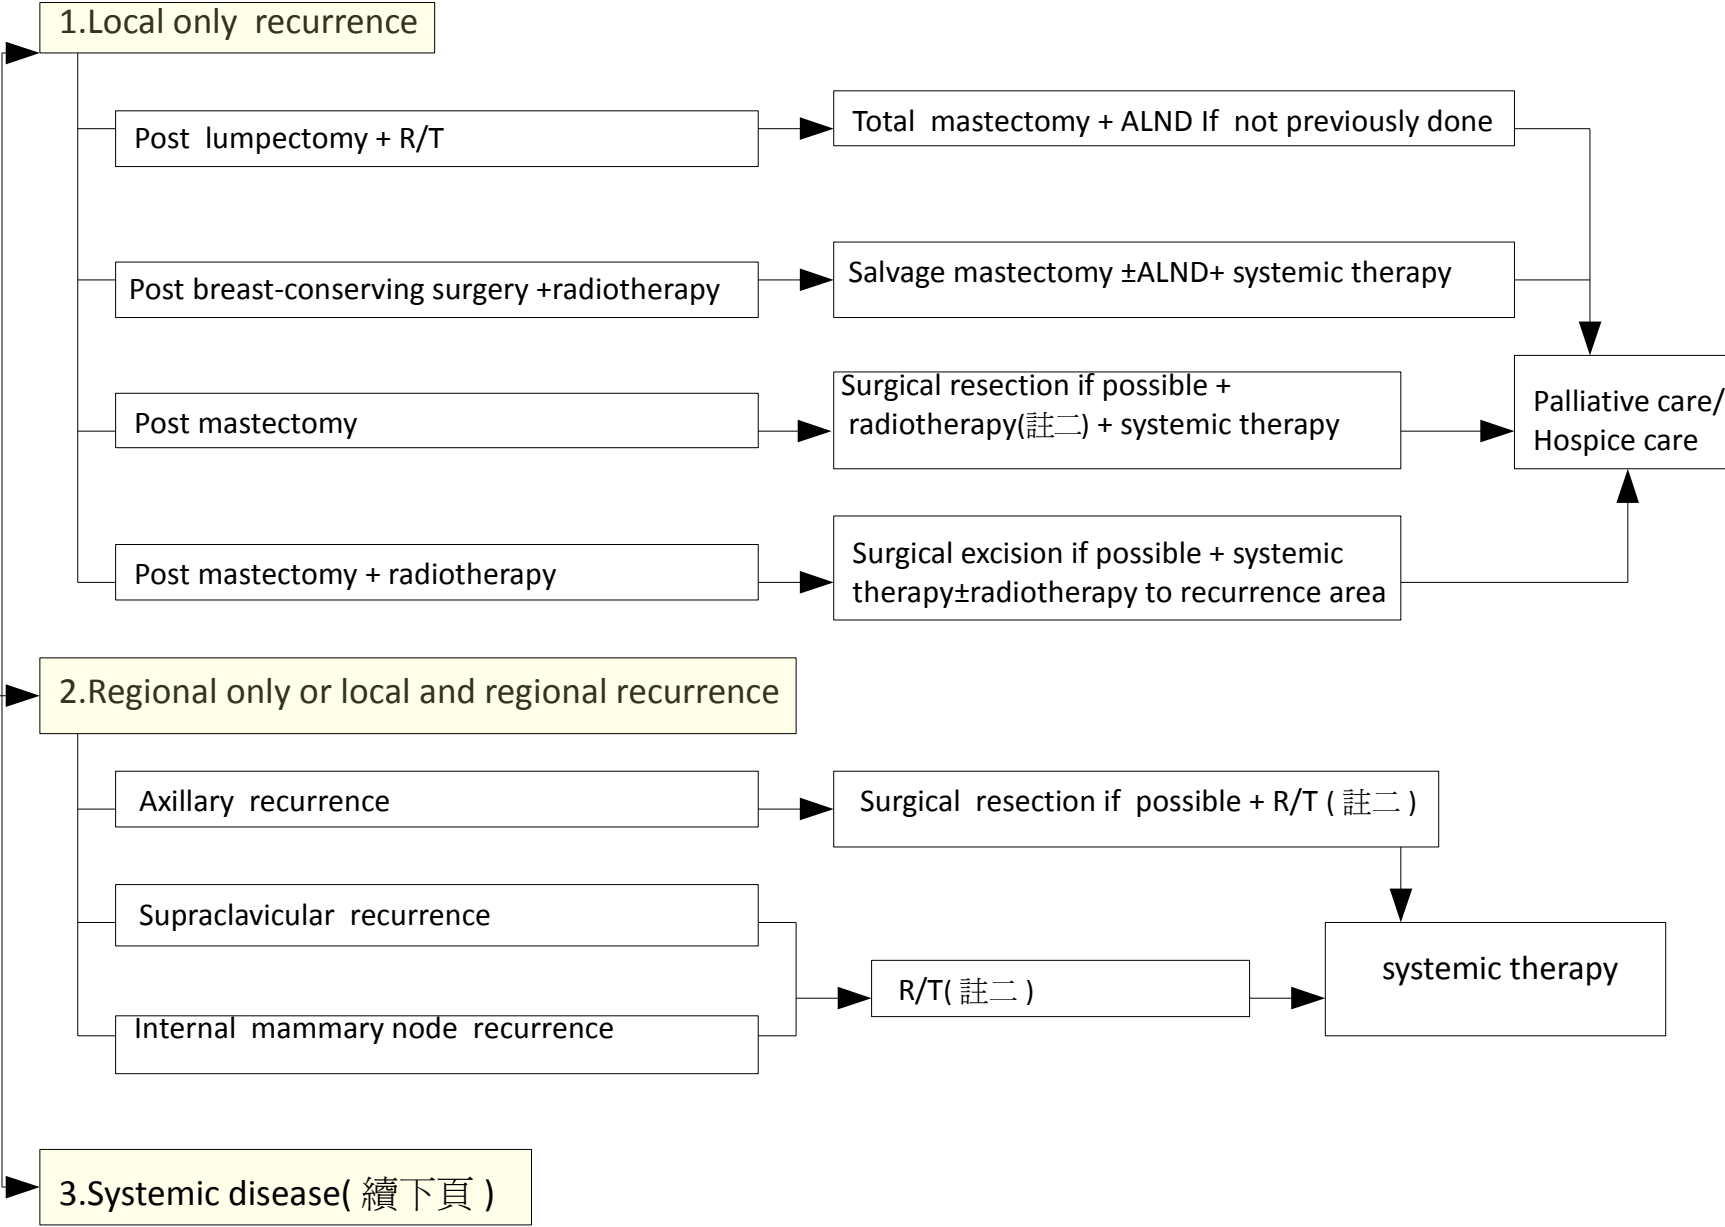 1.Local only recurrence
Post lumpectomy + R/T
Total mastectomy + ALND If not previously done
Post breast-conserving surgery +radiotherapy
Salvage mastectomy ±ALND+ systemic therapy
Post mastectomy
Surgical resection if possible +
radiotherapy(註二) + systemic therapy
Palliative care/
Hospice care
Post mastectomy + radiotherapy
Surgical excision if possible + systemic
therapy±radiotherapy to recurrence area
2.Regional only or local and regional recurrence
Axillary recurrence
Surgical resection if possible + R/T ( 註二 )
Supraclavicular recurrence
systemic therapy
R/T( 註二 )
Internal mammary node recurrence
3.Systemic disease( 續下頁 )